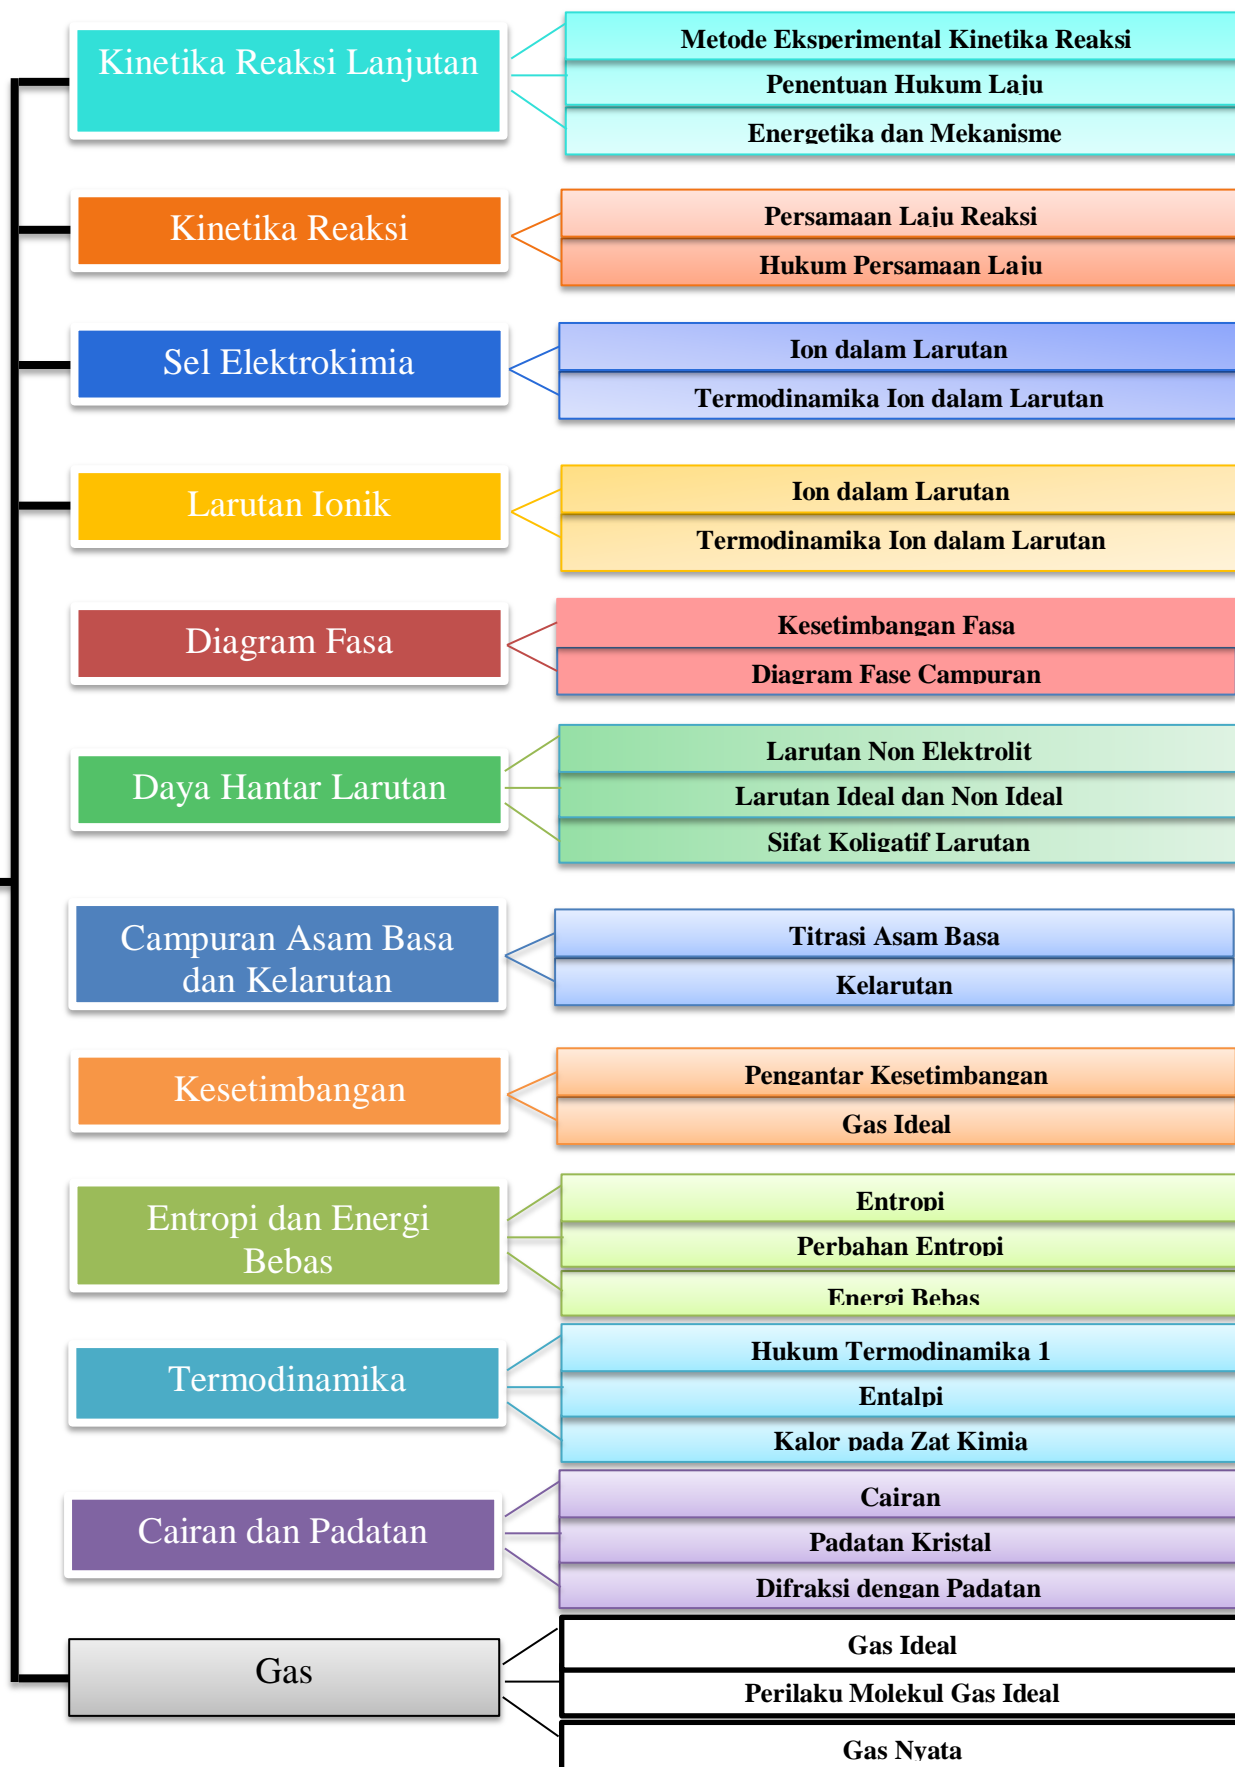 Kinetika Reaksi Lanjutan
Metode Eksperimental Kinetika Reaksi
Penentuan Hukum Laju
Energetika dan Mekanisme
Kinetika Reaksi
Persamaan Laju Reaksi
Hukum Persamaan Laju
Sel Elektrokimia
Ion dalam Larutan
Termodinamika Ion dalam Larutan
Larutan Ionik
Ion dalam Larutan
Termodinamika Ion dalam Larutan
Diagram Fasa
Kesetimbangan Fasa
Diagram Fase Campuran
Daya Hantar Larutan
Larutan Non Elektrolit
Larutan Ideal dan Non Ideal
Sifat Koligatif Larutan
Campuran Asam Basa
dan Kelarutan
Titrasi Asam Basa
Kelarutan
Kesetimbangan
Pengantar Kesetimbangan
Gas Ideal
Entropi dan Energi
Bebas
Entropi
Perbahan Entropi
Energi Bebas
Termodinamika
Hukum Termodinamika 1
Entalpi
Kalor pada Zat Kimia
Cairan dan Padatan
Cairan
Padatan Kristal
Difraksi dengan Padatan
Gas
Gas Ideal
Perilaku Molekul Gas Ideal
Gas Nyata